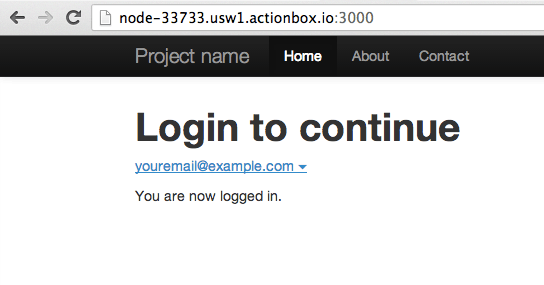 node-33733.usw1.actionbox.io:3000
Project name Home About Contact
Login to continue
youremail@example.com
You are now logged in.